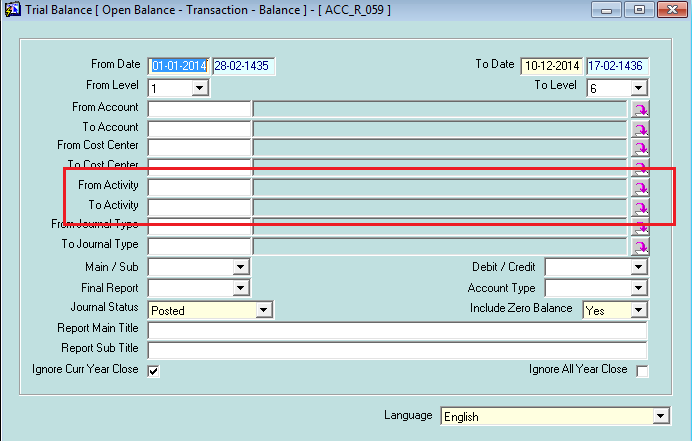 Trial Balance [ Open Balance - Transaction - Balance ] - [ ACC_R_059 ]
From Date 01-01-2014 28-02-1435 To Date 10-12-2014 17-02-1436
From Level 1 To Level 6
From Account
To Account
From Cost Center
To Cost Center
From Activity
To Activity
From Journal Type
To Journal Type
Main / Sub Debit / Credit
Final Report Account Type
Journal Status Posted Include Zero Balance Yes
Report Main Title
Report Sub Title
Ignore Curr Year Close Ignore All Year Close
Language English